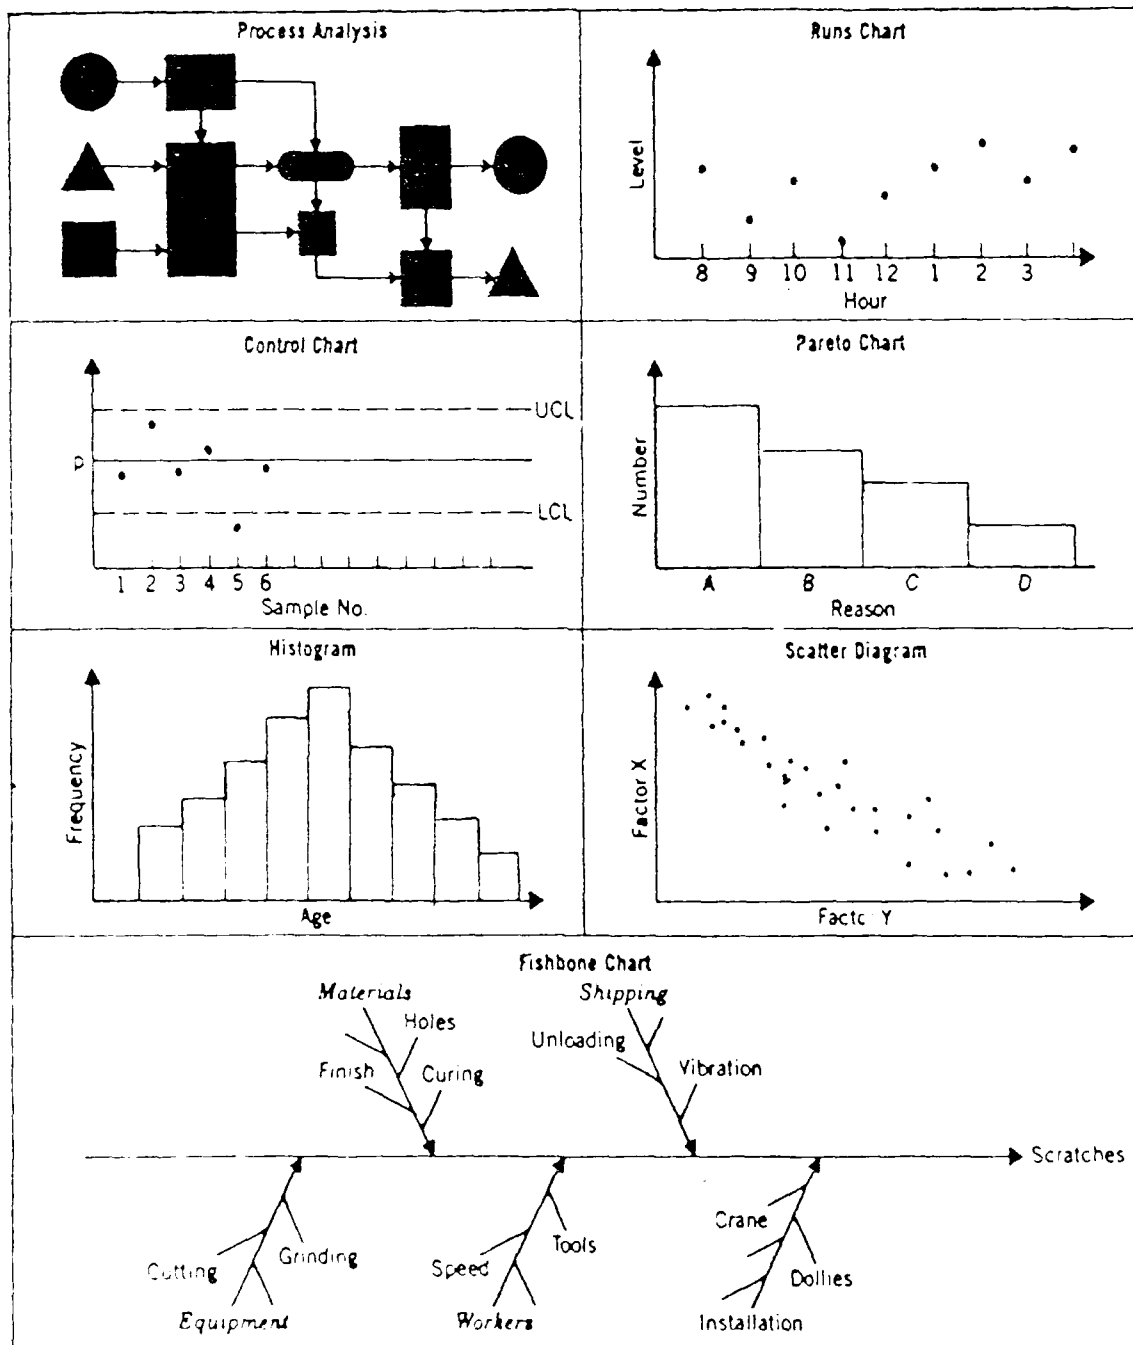 Process Analysis
Runs Chart
Level
8 9 10 11 12 1 2 3
Hour
Control Chart
UCL
p
LCL
1 2 3 4 5 6
Sample No.
Pareto Chart
Number
A B C D
Reason
Histogram
Frequency
Age
Scatter Diagram
Factor X
Y
Fishbone Chart
Materials
Shipping
Holes
Unloading
Finish
Curing
Vibration
Scratches
Crane
Cutting
Grinding
Speed
Tools
Dollies
Equipment
Workers
Installation